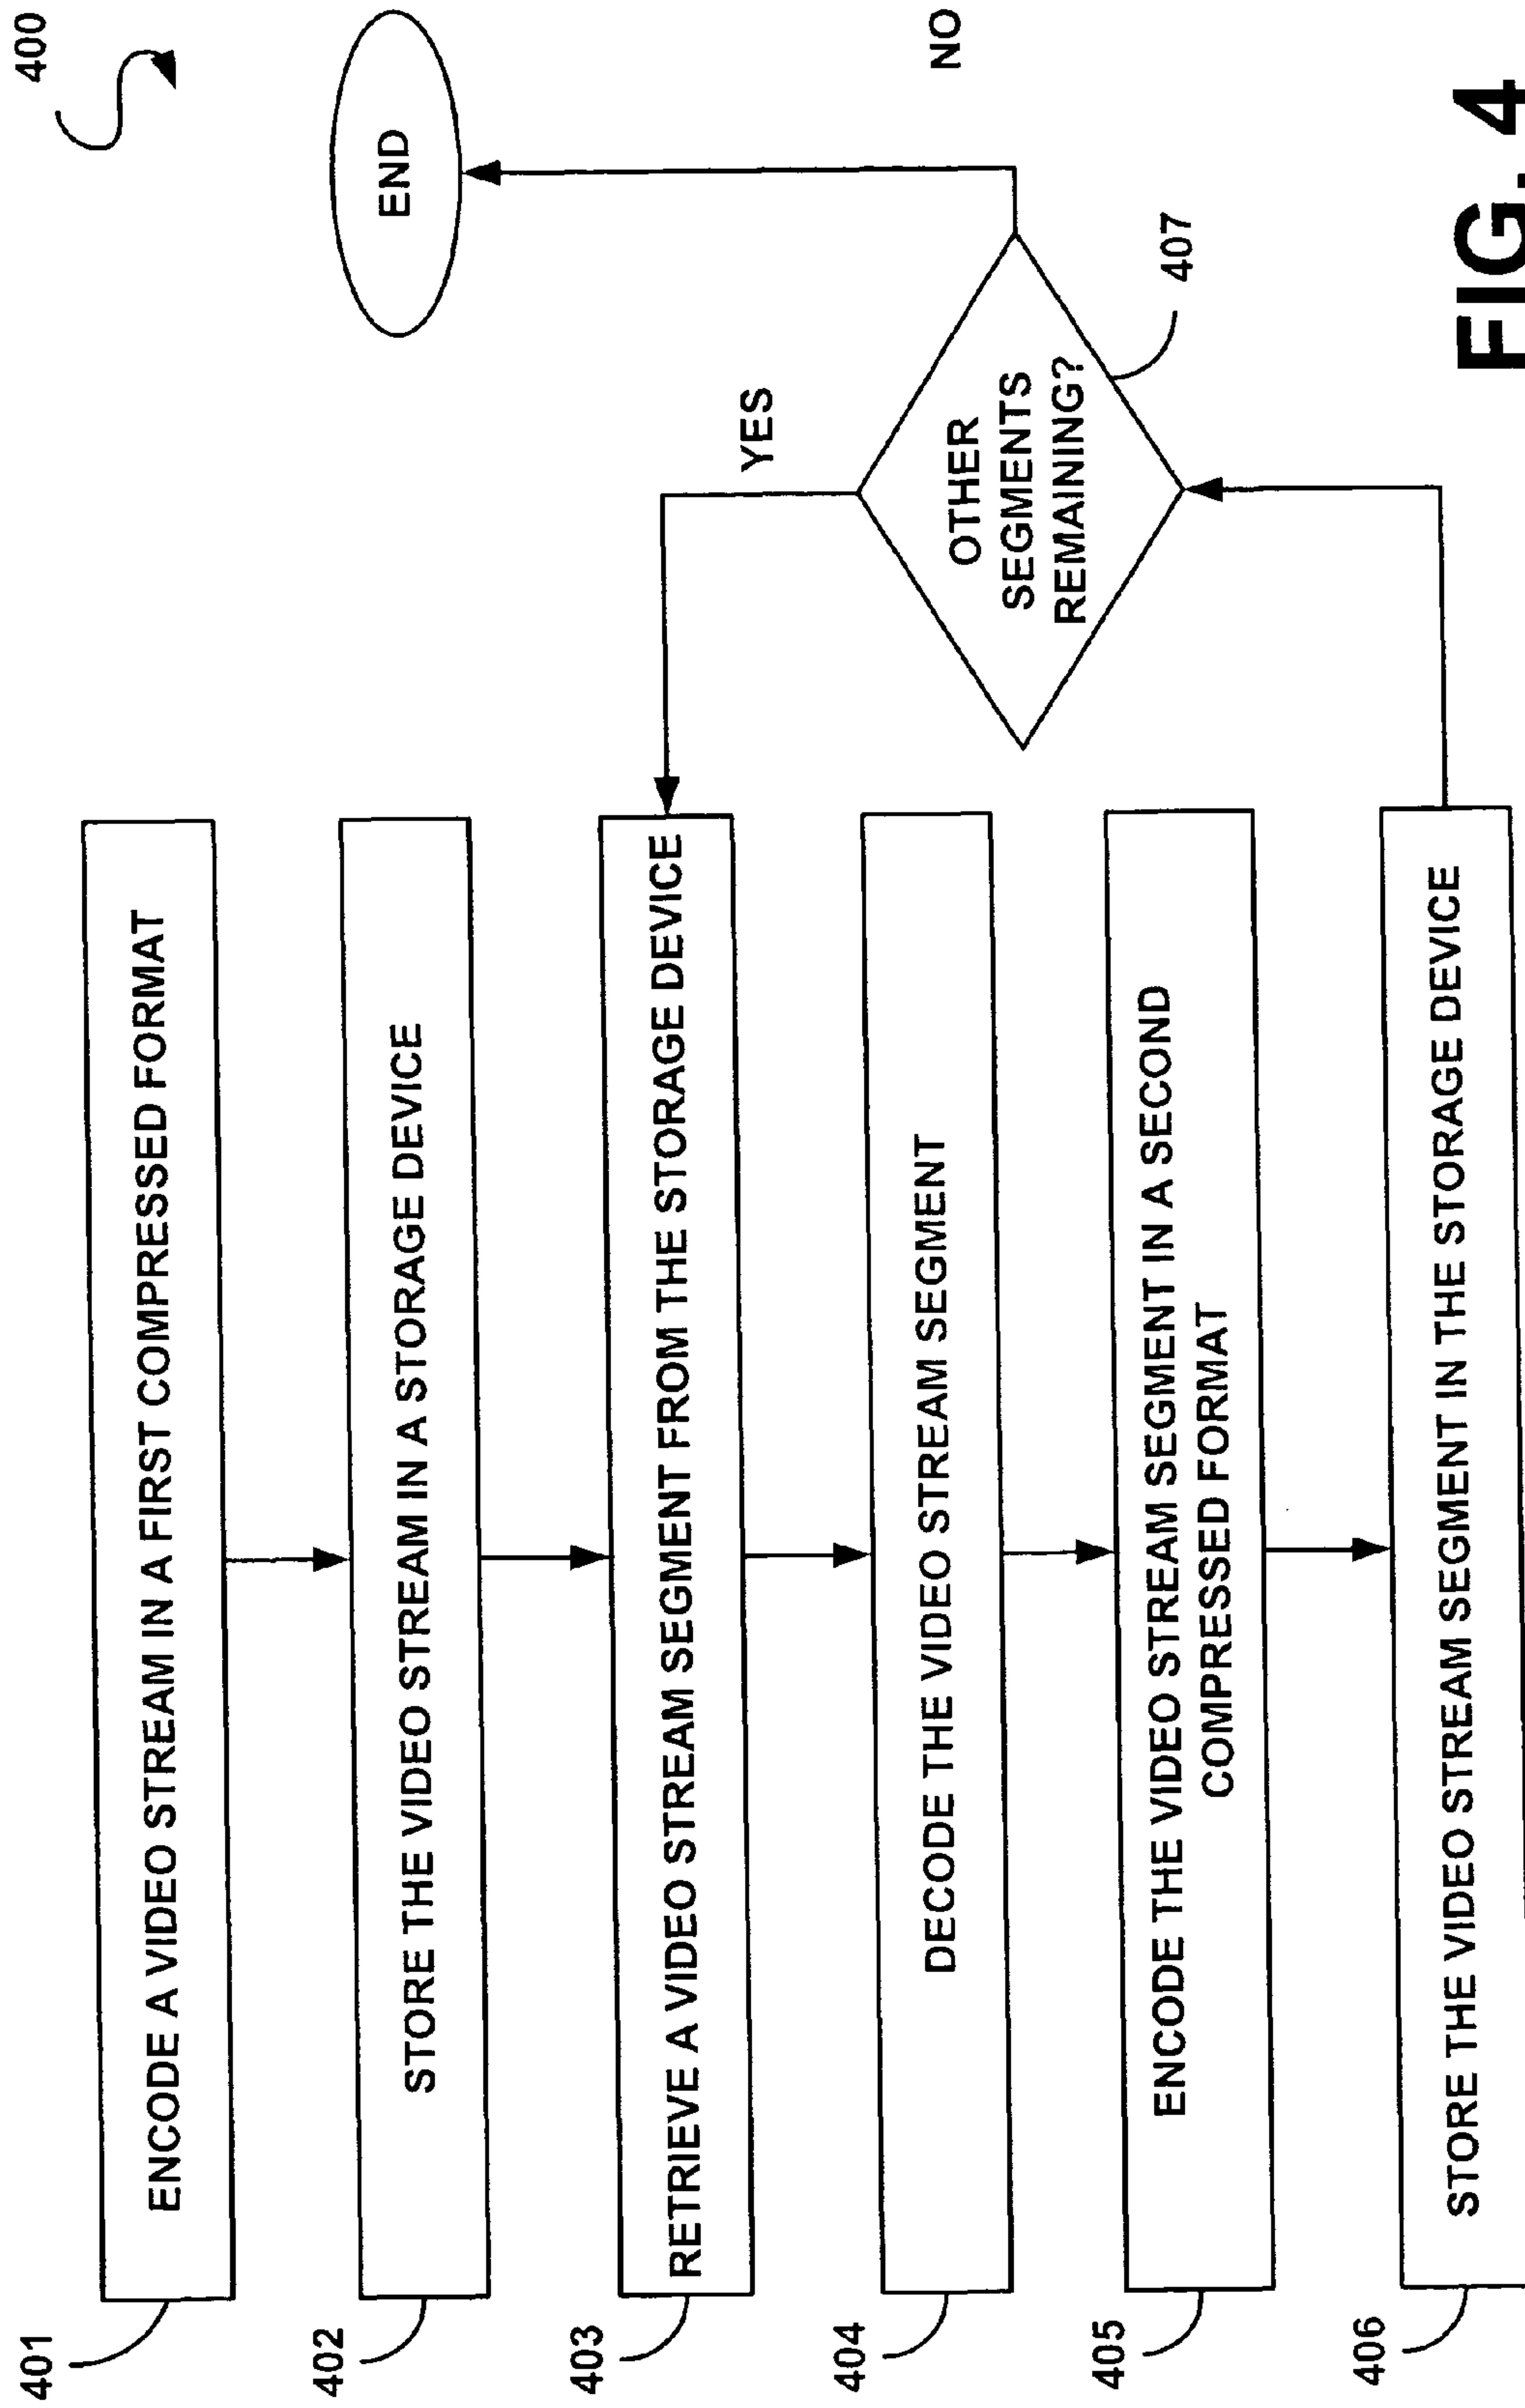 400
401
ENCODE A VIDEO STREAM IN A FIRST COMPRESSED FORMAT
402
STORE THE VIDEO STREAM IN A STORAGE DEVICE
403
RETRIEVE A VIDEO STREAM SEGMENT FROM THE STORAGE DEVICE
404
DECODE THE VIDEO STREAM SEGMENT
405
ENCODE THE VIDEO STREAM SEGMENT IN A SECOND
COMPRESSED FORMAT
406
STORE THE VIDEO STREAM SEGMENT IN THE STORAGE DEVICE
YES
OTHER
SEGMENTS
REMAINING?
407
NO
END
FIG. 4